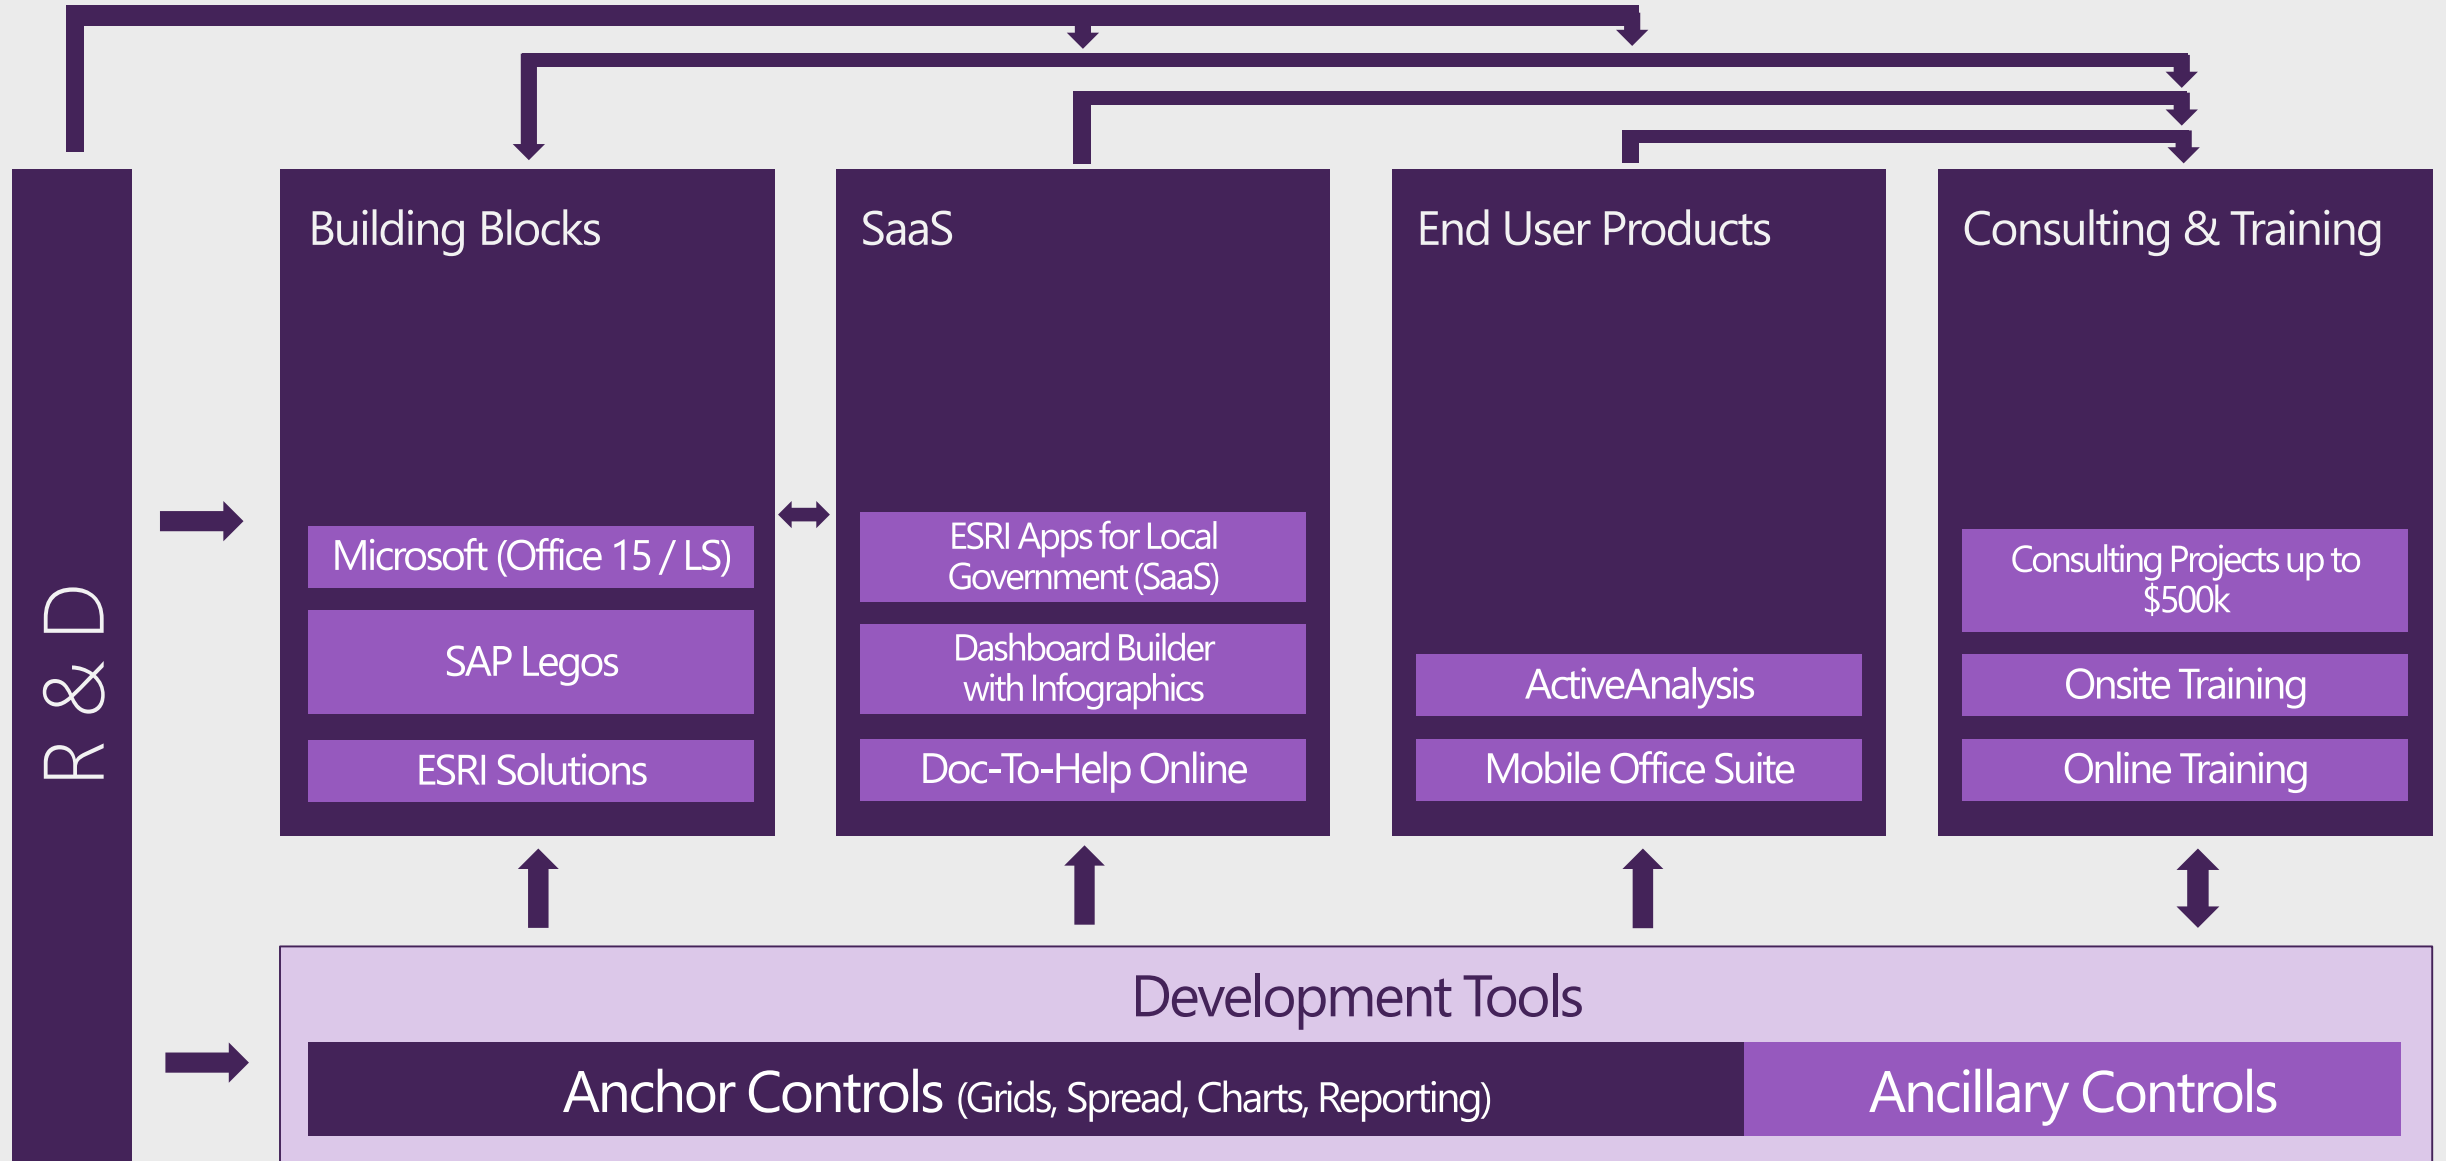 R & D
Building Blocks
Microsoft (Office 15 / LS)
SAP Legos
ESRI Solutions
SaaS
ESRI Apps for Local
Government (SaaS)
Dashboard Builder
with Infographics
Doc-To-Help Online
End User Products
ActiveAnalysis
Mobile Office Suite
Consulting & Training
Consulting Projects up to
$500k
Onsite Training
Online Training
Development Tools
Anchor Controls (Grids, Spread, Charts, Reporting)
Ancillary Controls